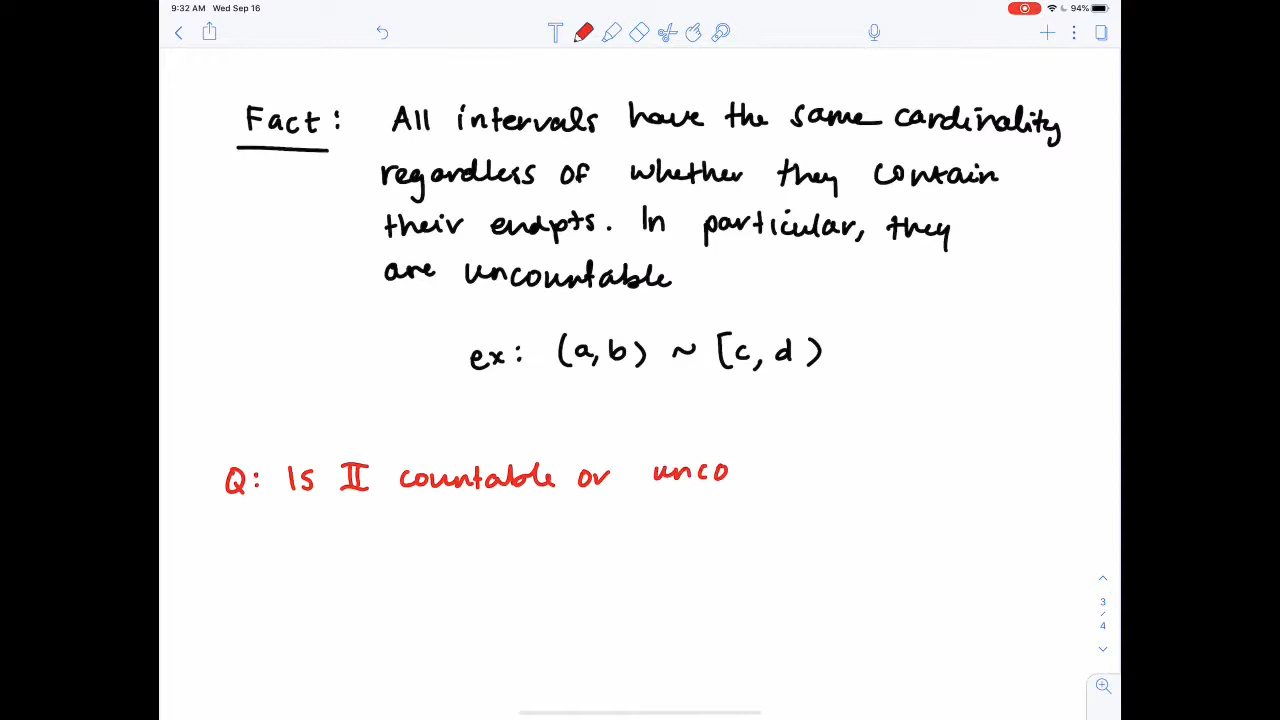 9:32 AM Wed Sep 16
94%
Fact: All intervals have the same cardinality
regardless of whether they contain
their endpts. In particular, they
are uncountable
ex: (a,b) ~ [c, d)
Q: Is 𝕀 countable or unco
3
/
4